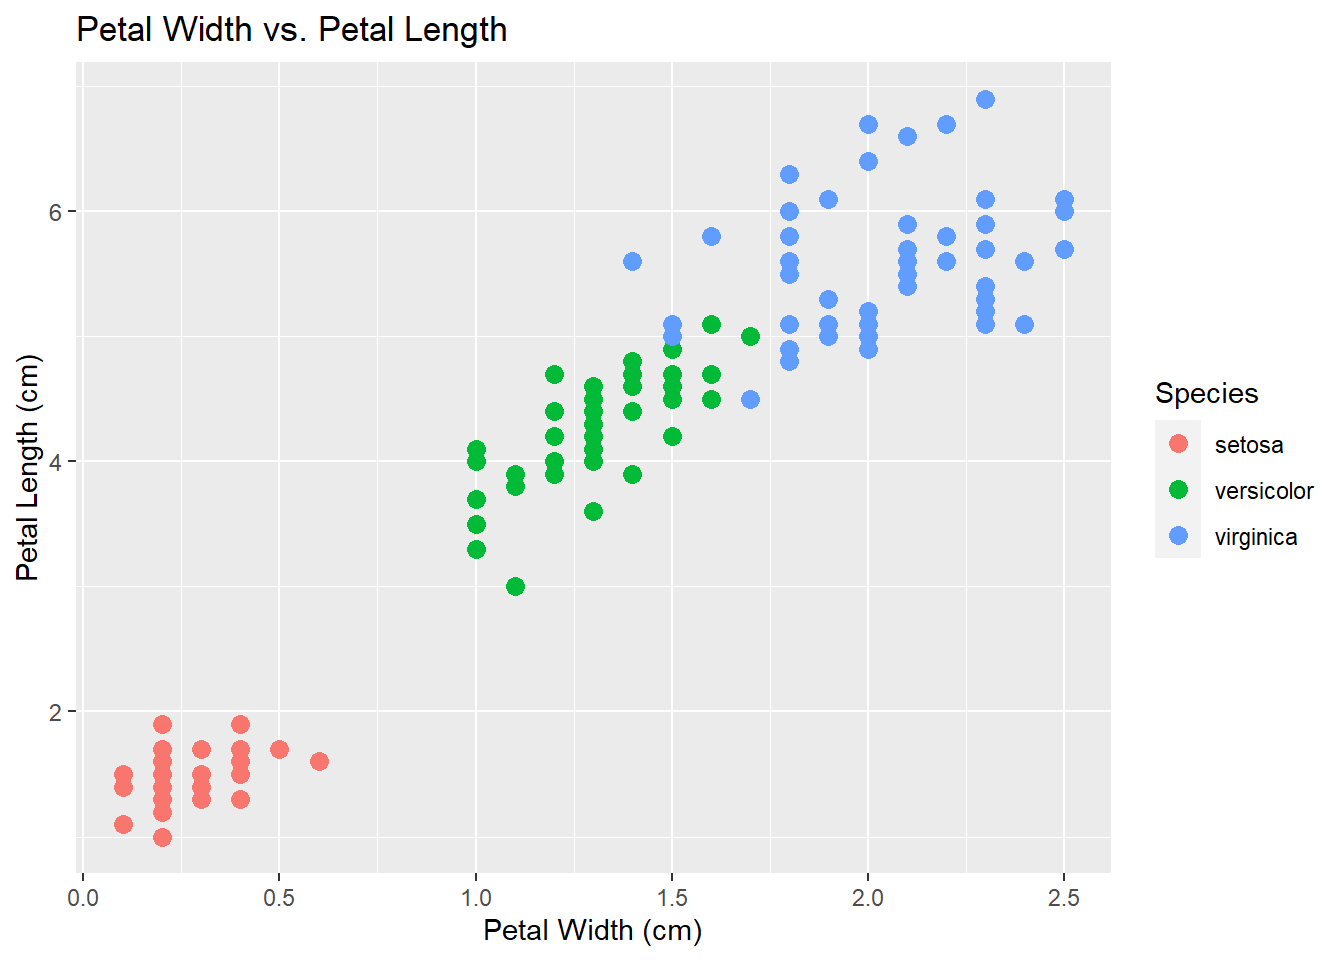 Petal Width vs. Petal Length
Petal Length (cm)
6
4
2
0.0 0.5 1.0 1.5 2.0 2.5
Petal Width (cm)
Species
setosa
versicolor
virginica